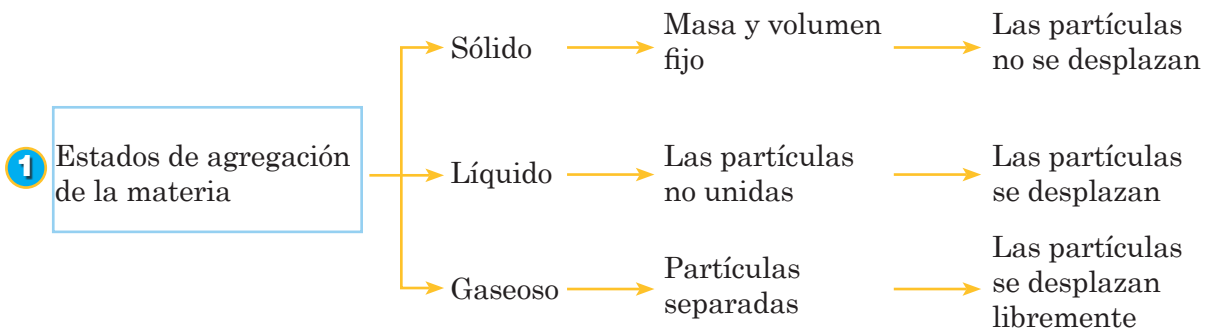 Sólido
Masa y volumen
fijo
Las partículas
no se desplazan
1
Estados de agregación
de la materia
Líquido
Las partículas
no unidas
Las partículas
se desplazan
Gaseoso
Partículas
separadas
Las partículas
se desplazan
libremente